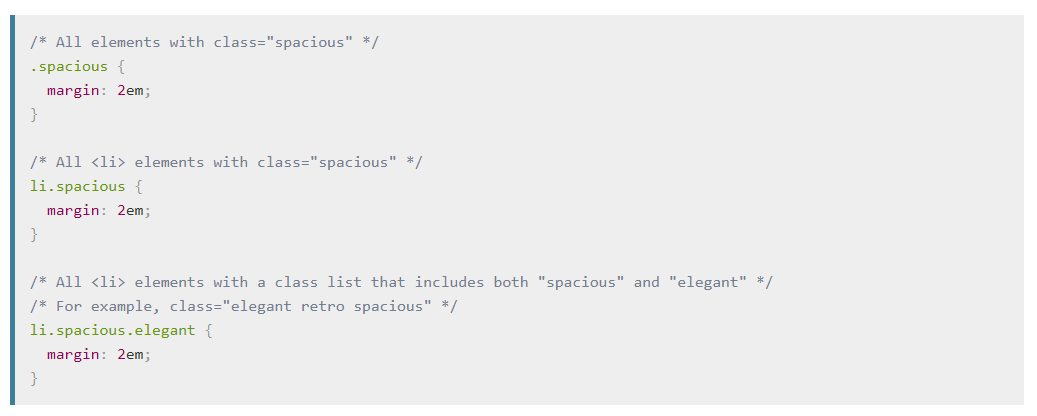 /* All elements with class="spacious" */
.spacious {
  margin: 2em;
}

/* All <li> elements with class="spacious" */
li.spacious {
  margin: 2em;
}

/* All <li> elements with a class list that includes both "spacious" and "elegant" */
/* For example, class="elegant retro spacious" */
li.spacious.elegant {
  margin: 2em;
}